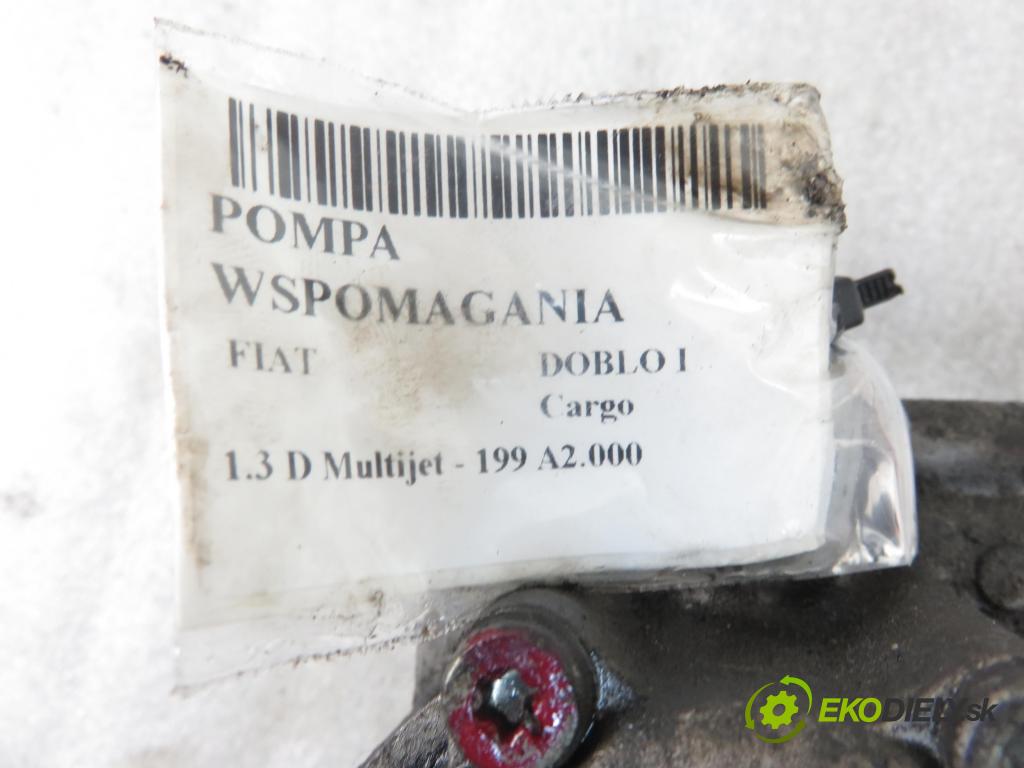 POMPA
WSPOMAGANIA
FIAT DOBLO I
Cargo
1.3 D Multijet - 199 A2.000
EKODIELY.sk